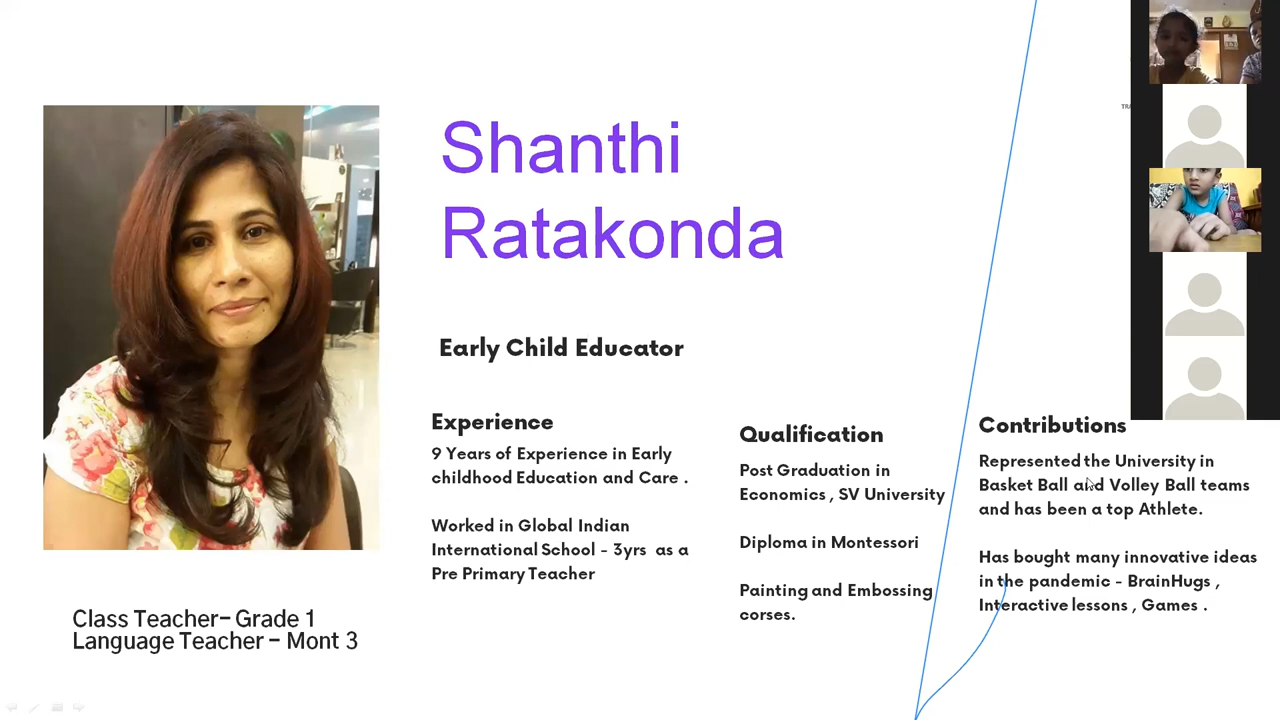 Shanthi
Ratakonda
Early Child Educator
Experience
9 Years of Experience in Early
childhood Education and Care .
Worked in Global Indian
International School - 3yrs as a
Pre Primary Teacher
Qualification
Post Graduation in
Economics , SV University
Diploma in Montessori
Painting and Embossing
corses.
Contributions
Represented the University in
Basket Ball and Volley Ball teams
and has been a top Athlete.
Has bought many innovative ideas
in the pandemic - BrainHugs ,
Interactive lessons , Games .
Class Teacher- Grade 1
Language Teacher - Mont 3